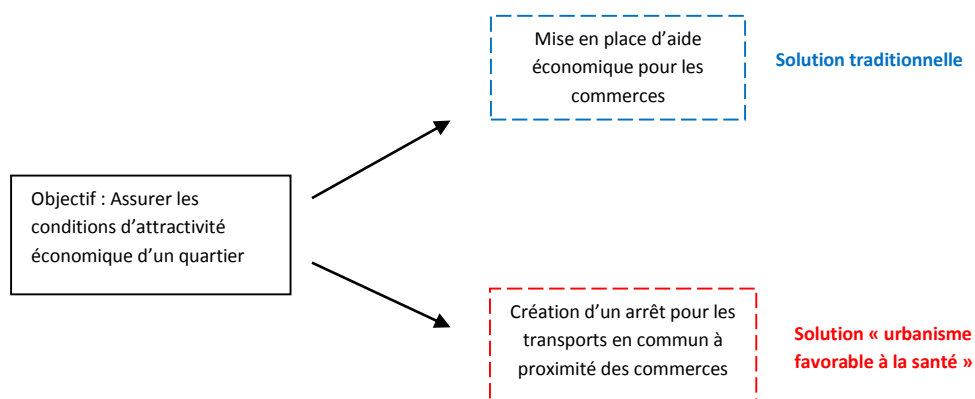 Mise en place d’aide
économique pour les
commerces
Solution traditionnelle
Objectif : Assurer les
conditions d’attractivité
économique d’un quartier
Création d’un arrêt pour les
transports en commun à
proximité des commerces
Solution « urbanisme
favorable à la santé »